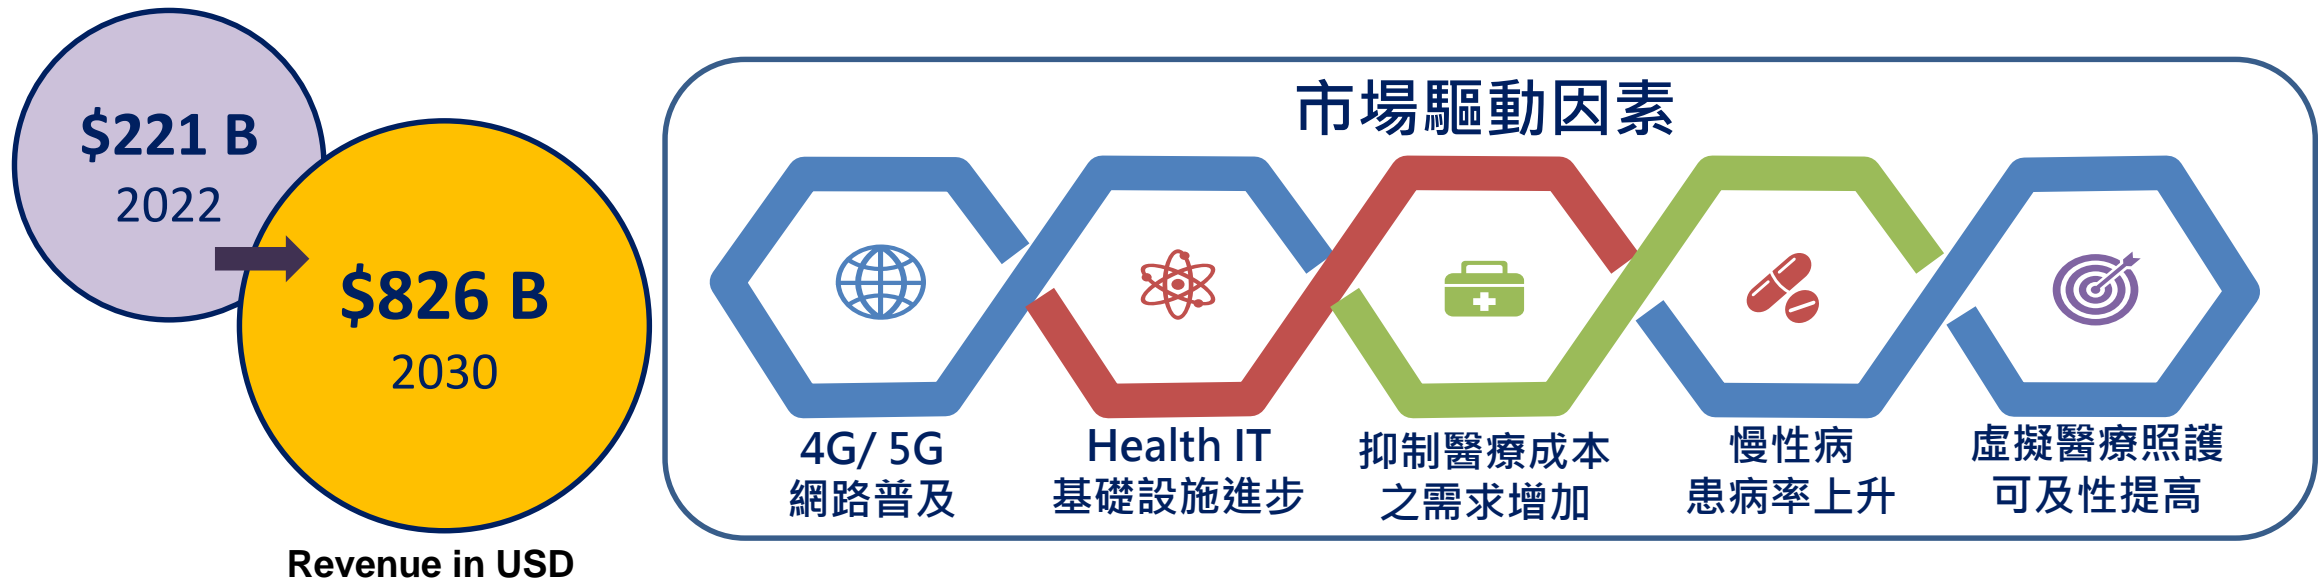 $221 B
2022
$826 B
2030
Revenue in USD
市場驅動因素
4G/ 5G
網路普及
Health IT
基礎設施進步
抑制醫療成本
之需求增加
慢性病
患病率上升
虛擬醫療照護
可及性提高